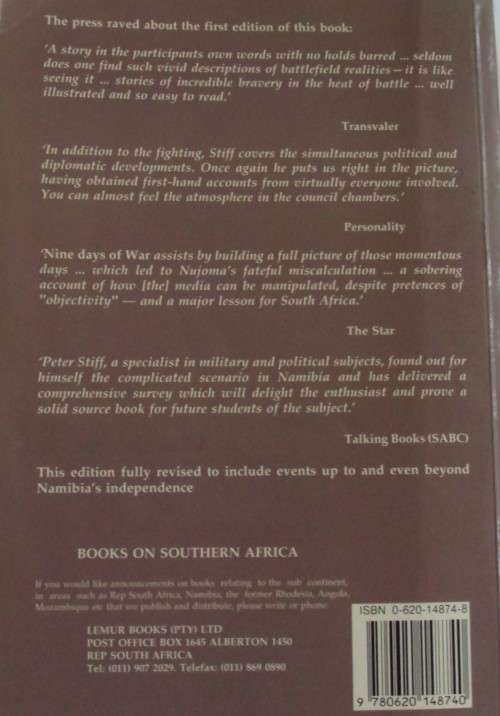 The press raved about the first edition of this book:
'A story in the participants own words with no holds barred ... seldom
does one find such vivid descriptions of battlefield realities — it is like
seeing it ... stories of incredible bravery in the heat of battle ... well
illustrated and so easy to read.'
Transvaler
'In addition to the fighting, Stiff covers the simultaneous political and
diplomatic developments. Once again he puts us right in the picture,
having obtained first-hand accounts from virtually everyone involved.
You can almost feel the atmosphere in the council chambers.'
Personality
'Nine days of War assists by building a full picture of those momentous
days ... which led to Nujoma's fateful miscalculation ... a sobering
account of how [the] media can be manipulated, despite pretences of
"objectivity" — and a major lesson for South Africa.'
The Star
'Peter Stiff, a specialist in military and political subjects, found out for
himself the complicated scenario in Namibia and has delivered a
comprehensive survey which will delight the enthusiast and prove a
solid source book for future students of the subject.'
Talking Books (SABC)
This edition fully revised to include events up to and even beyond
Namibia's independence
BOOKS ON SOUTHERN AFRICA
If you would like announcements on books relating to the sub continent,
in areas such as Rep South Africa, Namibia, the former Rhodesia, Angola,
Mozambique etc that we publish and distribute, please write or phone
LEMUR BOOKS (PTY) LTD
POST OFFICE BOX 1645 ALBERTON 1450
REP SOUTH AFRICA
Tel: (011) 907 2029. Telefax: (011) 869 0890
ISBN 0-620-14874-8
9 780620 148740